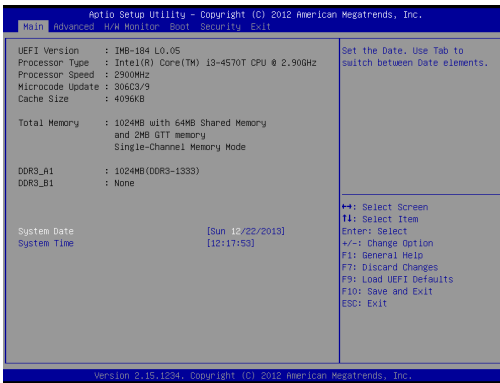 Aptio Setup Utility – Copyright (C) 2012 American Megatrends, Inc.
Main Advanced H/W Monitor Boot Security Exit
UEFI Version : IMB-184 L0.05
Processor Type : Intel(R) Core(TM) i3-4570T CPU @ 2.90GHz
Processor Speed : 2900MHz
Microcode Update : 306C3/9
Cache Size : 4096KB
Total Memory : 1024MB with 64MB Shared Memory
and 2MB GTT memory
Single-Channel Memory Mode
DDR3_A1 : 1024MB(DDR3-1333)
DDR3_B1 : None
System Date [Sun 12/22/2013]
System Time [12:17:53]
Set the Date. Use Tab to
switch between Date elements.
↔: Select Screen
↑↓: Select Item
Enter: Select
+/-: Change Option
F1: General Help
F7: Discard Changes
F9: Load UEFI Defaults
F10: Save and Exit
ESC: Exit
Version 2.15.1234. Copyright (C) 2012 American Megatrends, Inc.